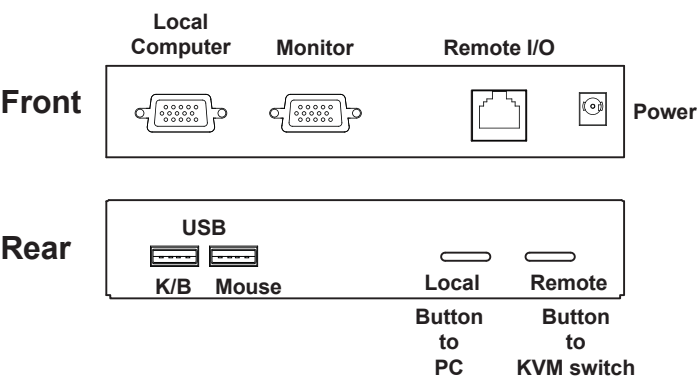 Local
Computer
Monitor
Remote I/O
Front
Power
Rear
USB
K/B
Mouse
Local
Remote
Button
to
PC
Button
to
KVM switch